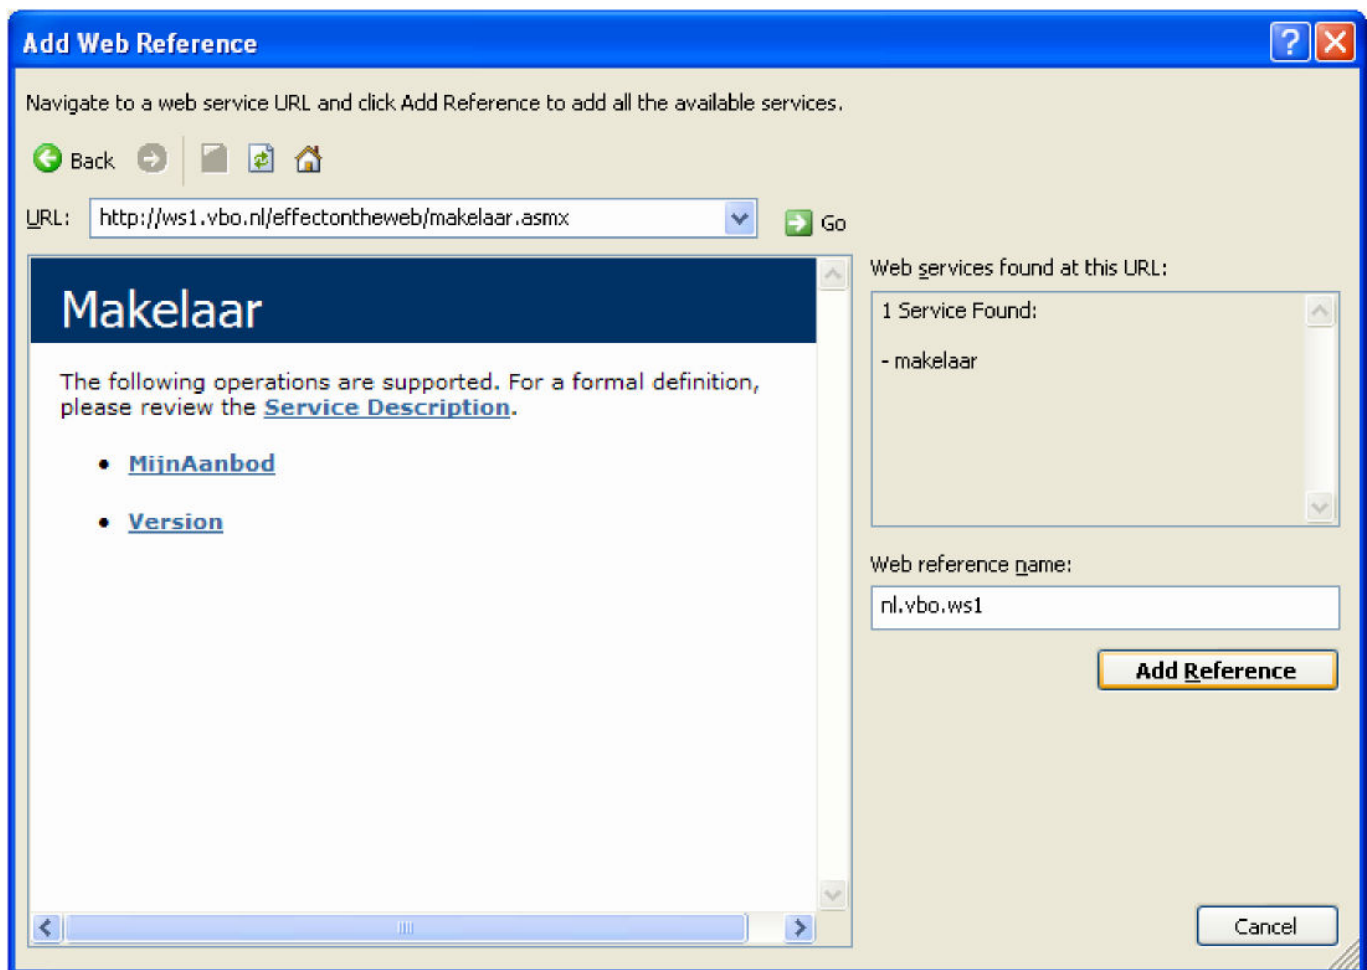 Add Web Reference
Navigate to a web service URL and click Add Reference to add all the available services.
Back
URL: http://ws1.vbo.nl/effectontheweb/makelaar.asmx Go
Makelaar
The following operations are supported. For a formal definition,
please review the Service Description.
• MijnAanbod
• Version
Web services found at this URL:
1 Service Found:
- makelaar
Web reference name:
nl.vbo.ws1
Add Reference
Cancel